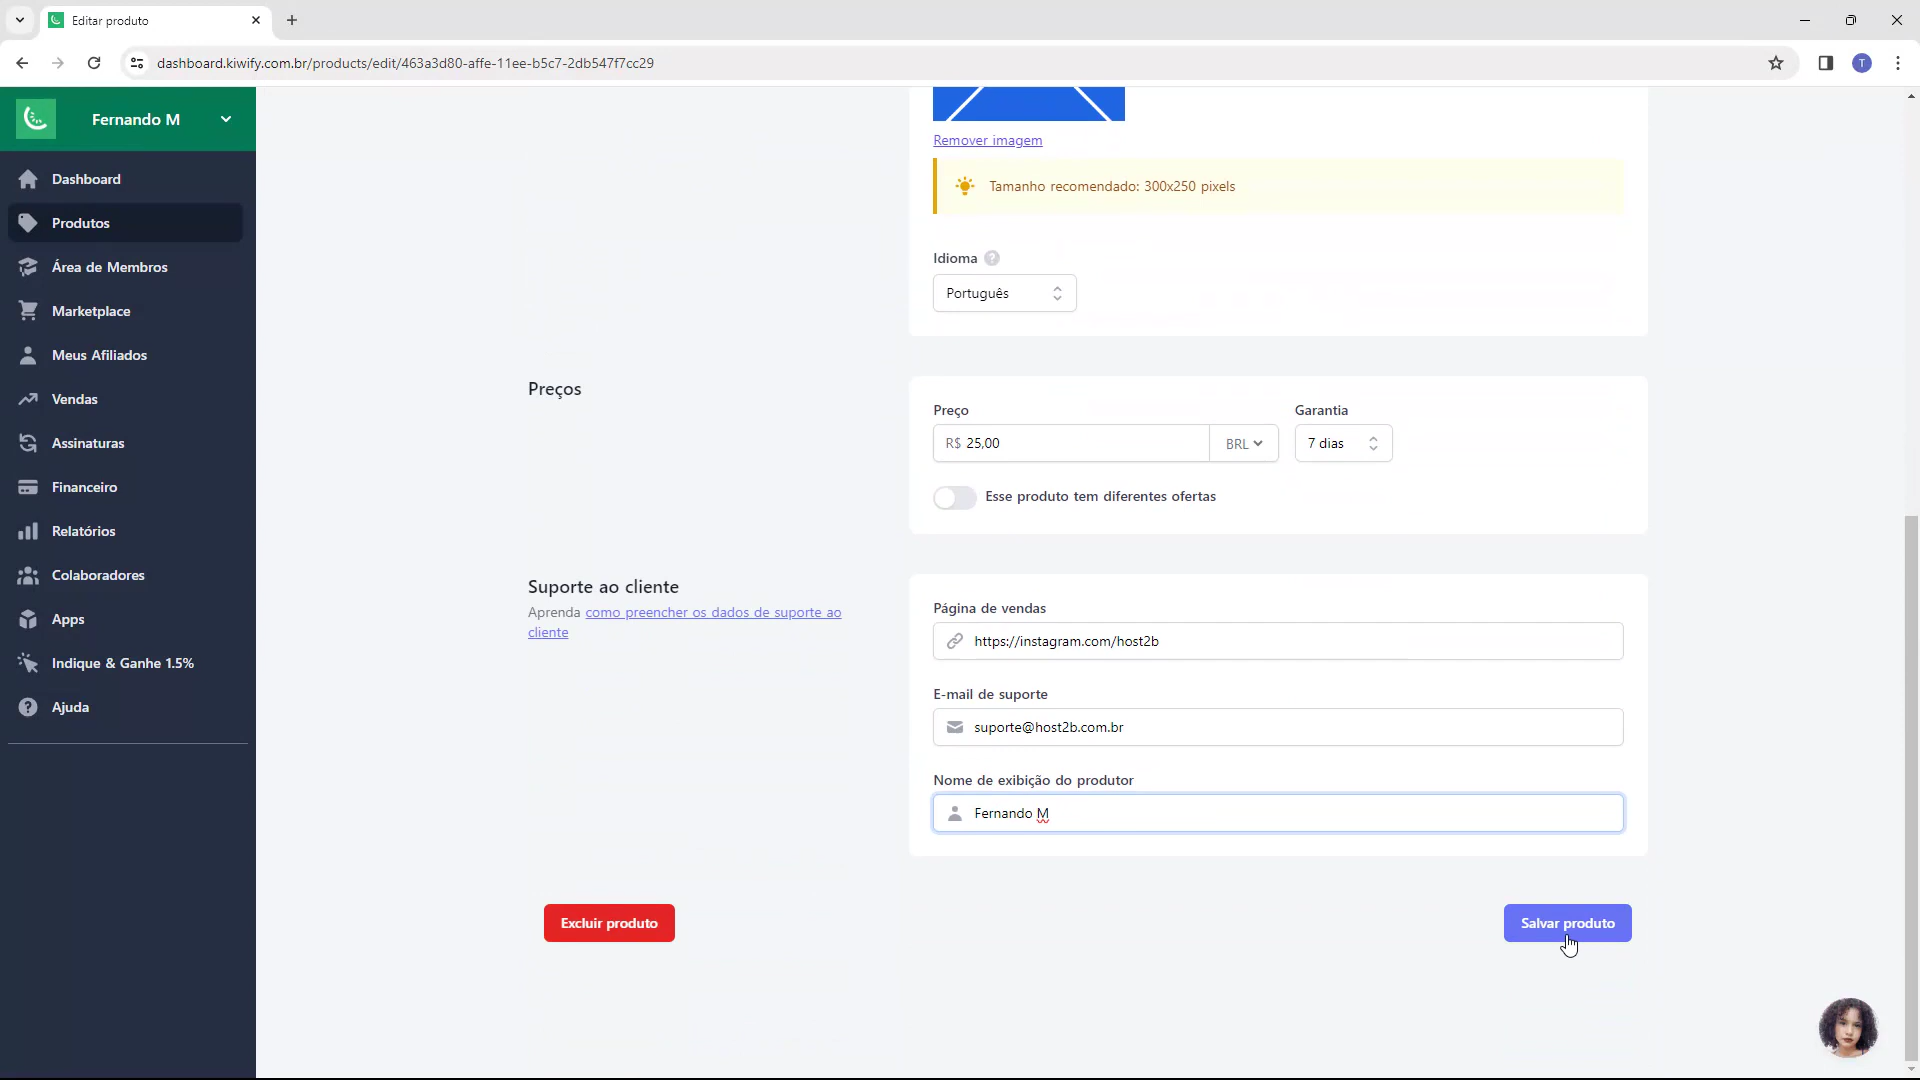 Editar produto
dashboard.kiwify.com.br/products/edit/463a3d80-affe-11ee-b5c7-2db547f7cc29
T
Fernando M
Dashboard
Produtos
Área de Membros
Marketplace
Meus Afiliados
Vendas
Assinaturas
Financeiro
Relatórios
Colaboradores
Apps
Indique & Ganhe 1.5%
Ajuda
Remover imagem
Tamanho recomendado: 300x250 pixels
Idioma ?
Português
Preços
Preço
R$ 25,00
BRL
Garantia
7 dias
Esse produto tem diferentes ofertas
Suporte ao cliente
Aprenda como preencher os dados de suporte ao
cliente
Página de vendas
https://instagram.com/host2b
E-mail de suporte
suporte@host2b.com.br
Nome de exibição do produtor
Fernando M
Excluir produto
Salvar produto